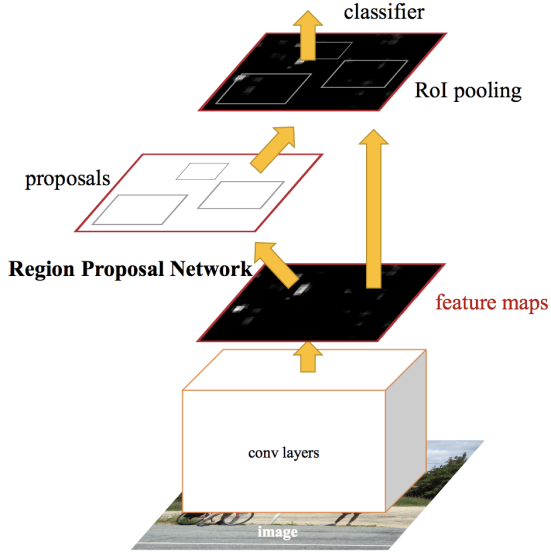 classifier
RoI pooling
proposals
Region Proposal Network
feature maps
conv layers
image